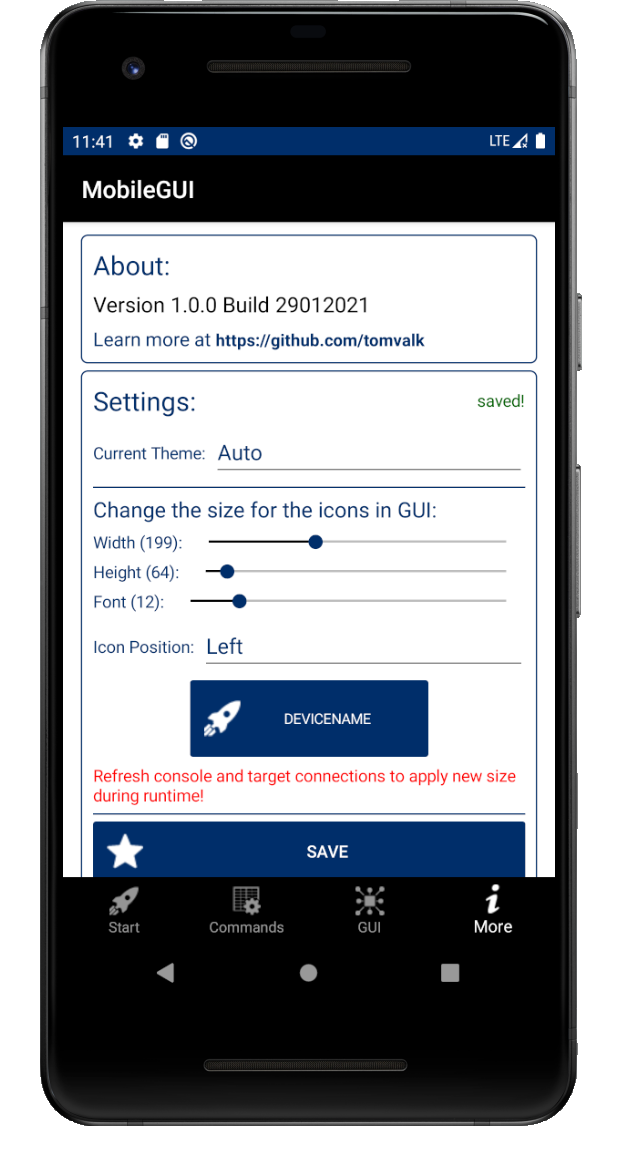 11:41 LTE
MobileGUI
About:
Version 1.0.0 Build 29012021
Learn more at https://github.com/tomvalk
Settings: saved!
Current Theme: Auto
Change the size for the icons in GUI:
Width (199):
Height (64):
Font (12):
Icon Position: Left
DEVICENAME
Refresh console and target connections to apply new size
during runtime!
SAVE
Start Commands GUI More